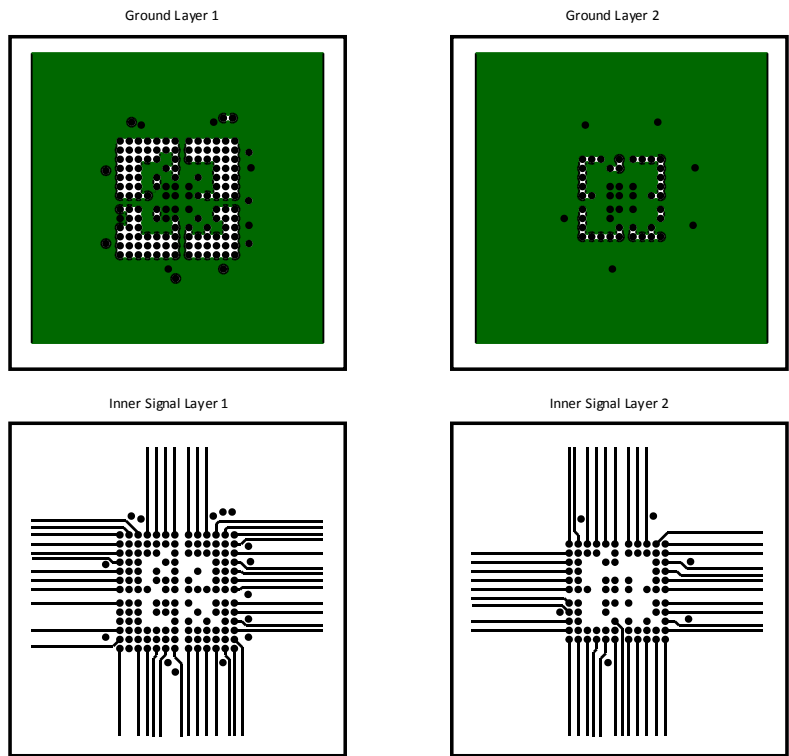 Ground Layer 1
Ground Layer 2
Inner Signal Layer 1
Inner Signal Layer 2